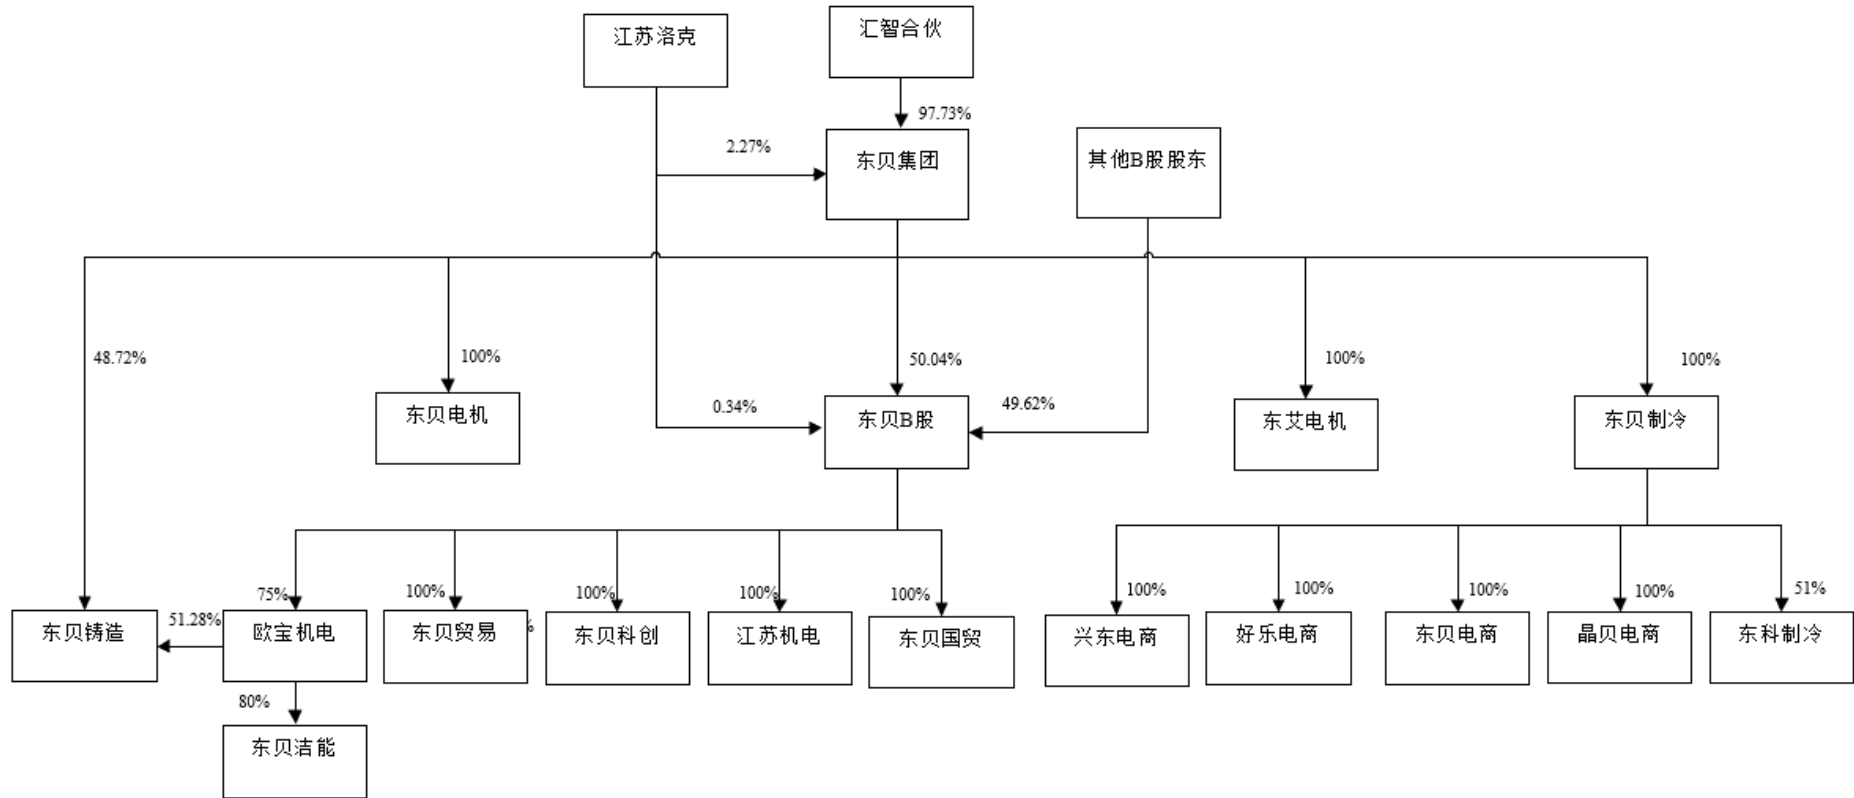 江苏洛克
汇智合伙
97.73%
2.27%
东贝集团
其他B股股东
48.72%
100%
50.04%
100%
100%
东贝电机
0.34%
东贝B股
49.62%
东艾电机
东贝制冷
75%
100%
100%
100%
100%
100%
100%
100%
100%
51%
东贝铸造
51.28%
欧宝机电
东贝贸易
%
东贝科创
江苏机电
东贝国贸
兴东电商
好乐电商
东贝电商
晶贝电商
东科制冷
80%
东贝洁能